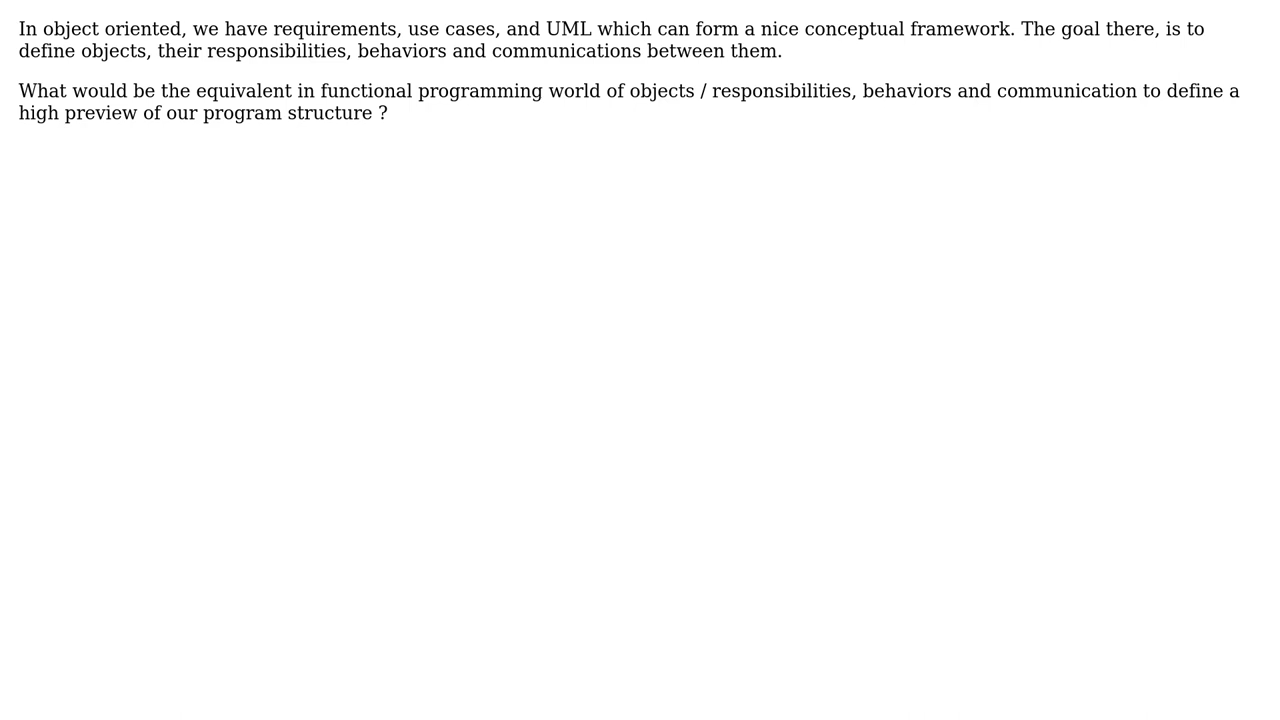 In object oriented, we have requirements, use cases, and UML which can form a nice conceptual framework. The goal there, is to
define objects, their responsibilities, behaviors and communications between them.
What would be the equivalent in functional programming world of objects / responsibilities, behaviors and communication to define a
high preview of our program structure ?